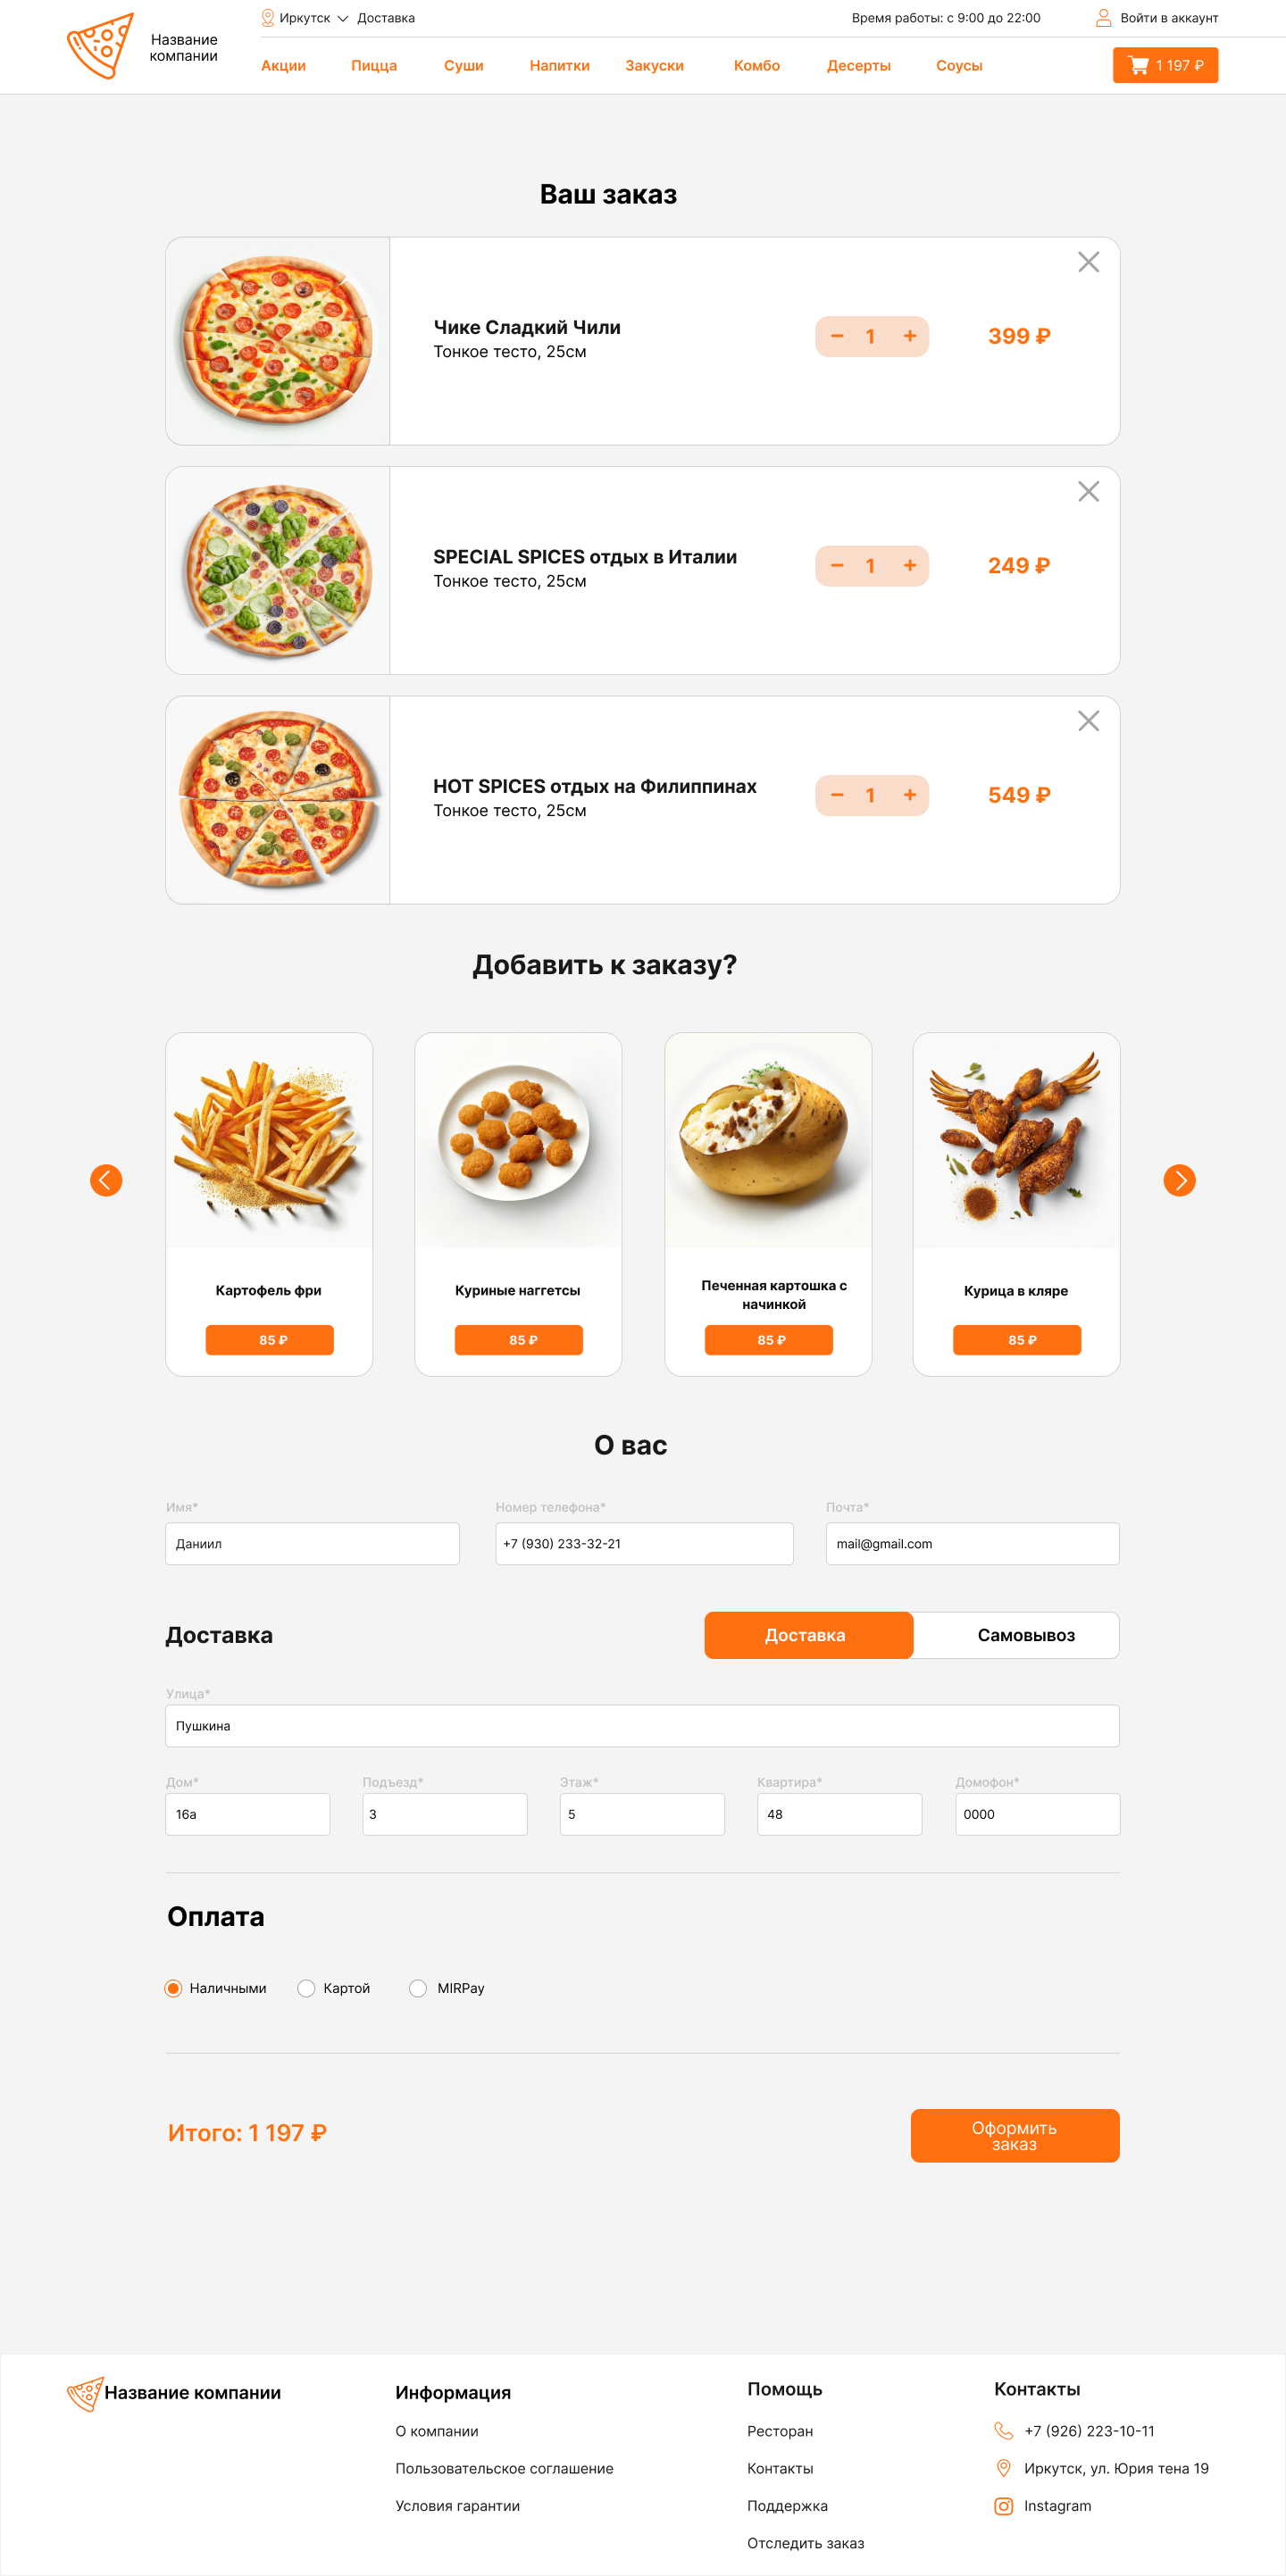 Иркутск Доставка Время работы: с 9:00 до 22:00 Войти в аккаунт
Название
компании
Акции Пицца Суши Напитки Закуски Комбо Десерты Соусы 1 197 ₽
Ваш заказ
Чике Сладкий Чили
Тонкое тесто, 25см
1
399 ₽
SPECIAL SPICES отдых в Италии
Тонкое тесто, 25см
1
249 ₽
HOT SPICES отдых на Филиппинах
Тонкое тесто, 25см
1
549 ₽
Добавить к заказу?
Картофель фри
85 ₽
Куриные наггетсы
85 ₽
Печенная картошка с
начинкой
85 ₽
Курица в кляре
85 ₽
О вас
Имя* Номер телефона* Почта*
Даниил +7 (930) 233-32-21 mail@gmail.com
Доставка Доставка Самовывоз
Улица*
Пушкина
Дом* Подъезд* Этаж* Квартира* Домофон*
16а 3 5 48 0000
Оплата
Наличными Картой MIRPay
Итого: 1 197 ₽
Оформить
заказ
Название компании
Информация
О компании
Пользовательское соглашение
Условия гарантии
Помощь
Ресторан
Контакты
Поддержка
Отследить заказ
Контакты
+7 (926) 223-10-11
Иркутск, ул. Юрия тена 19
Instagram